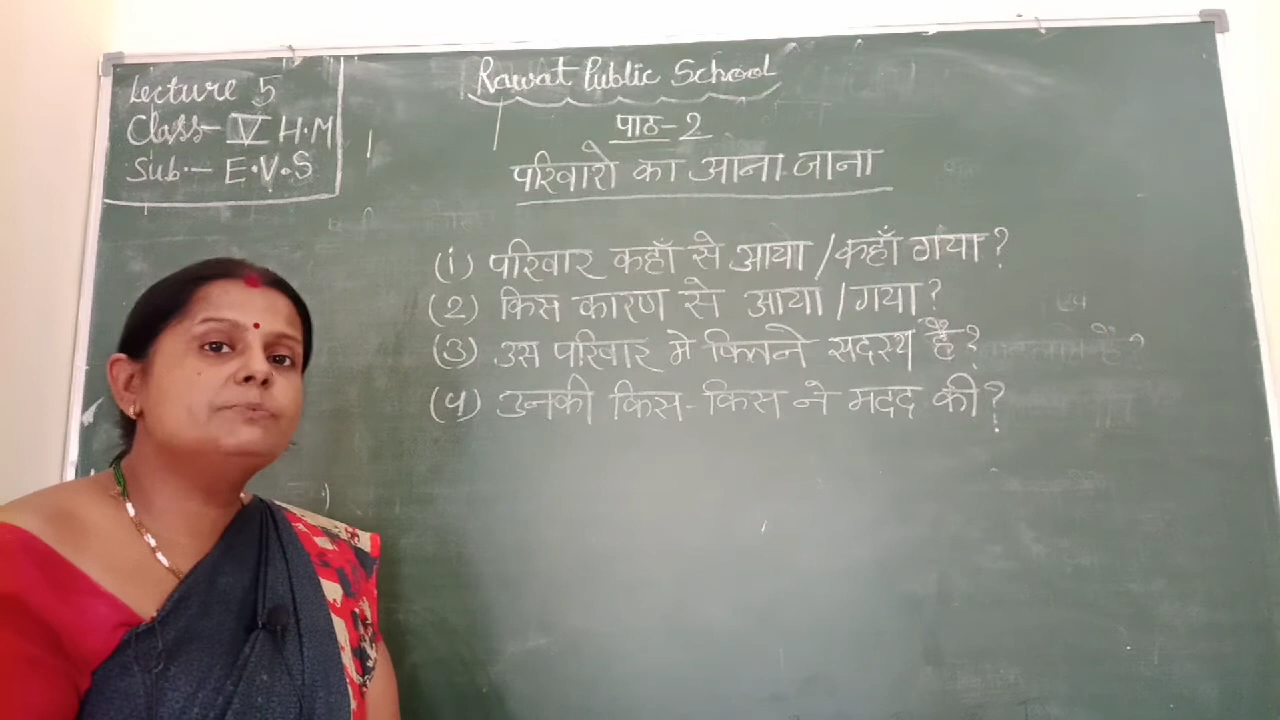 Lecture 5
Class- V H.M
Sub.- E.V.S
Rawat Public School
पाठ-2
परिवारो का आना-जाना
(i) परिवार कहाँ से आया / कहाँ गया?
(2) किस कारण से आया / गया?
(3) उस परिवार मे कितने सदस्य है?
(4) उनकी किस-किस ने मदद की?